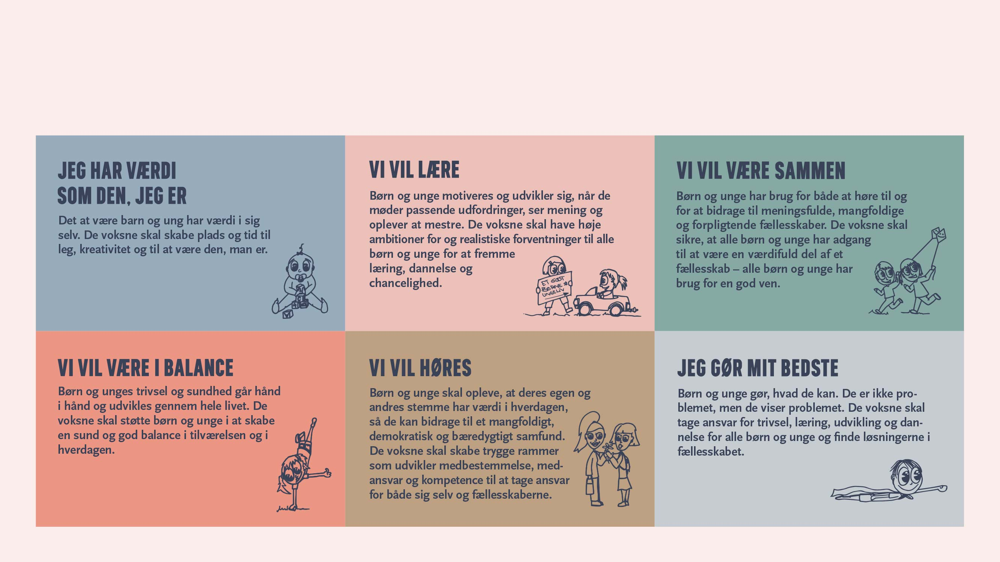 JEG HAR VÆRDI
SOM DEN, JEG ER
Det at være barn og ung har værdi i sig
selv. De voksne skal skabe plads og tid til
leg, kreativitet og til at være den, man er.
VI VIL LÆRE
Børn og unge motiveres og udvikler sig, når de
møder passende udfordringer, ser mening og
oplever at mestre. De voksne skal have høje
ambitioner for og realistiske forventninger til alle
børn og unge for at fremme
læring, dannelse og
chancelighed.
ET GODT
BØRNE &
UNGELIV
VI VIL VÆRE SAMMEN
Børn og unge har brug for både at høre til og
for at bidrage til meningsfulde, mangfoldige
og forpligtende fællesskaber. De voksne skal
sikre, at alle børn og unge har adgang
til at være en værdifuld del af et
fællesskab – alle børn og unge har
brug for en god ven.
VI VIL VÆRE I BALANCE
Børn og unges trivsel og sundhed går hånd
i hånd og udvikles gennem hele livet. De
voksne skal støtte børn og unge i at skabe
en sund og god balance i tilværelsen og i
hverdagen.
VI VIL HØRES
Børn og unge skal opleve, at deres egen og
andres stemme har værdi i hverdagen,
så de kan bidrage til et mangfoldigt,
demokratisk og bæredygtigt samfund.
De voksne skal skabe trygge rammer
som udvikler medbestemmelse, med-
ansvar og kompetence til at tage ansvar
for både sig selv og fællesskaberne.
JEG GØR MIT BEDSTE
Børn og unge gør, hvad de kan. De er ikke pro-
blemet, men de viser problemet. De voksne skal
tage ansvar for trivsel, læring, udvikling og dan-
nelse for alle børn og unge og finde løsningerne i
fællesskabet.